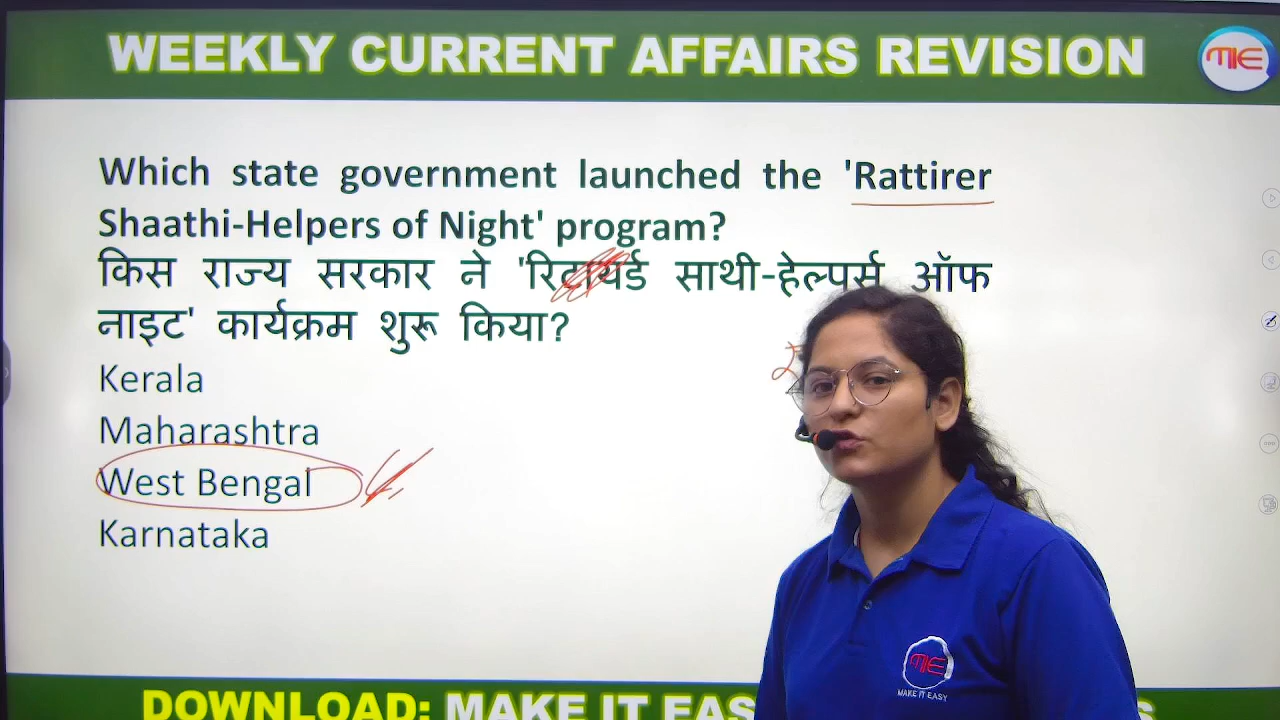 WEEKLY CURRENT AFFAIRS REVISION
MIE
Which state government launched the 'Rattirer
Shaathi-Helpers of Night' program?
किस राज्य सरकार ने 'रिटायर्ड साथी-हेल्पर्स ऑफ
नाइट' कार्यक्रम शुरू किया?
Kerala
Maharashtra
West Bengal
Karnataka
MIE
MAKE IT EASY
DOWNLOAD: MAKE IT